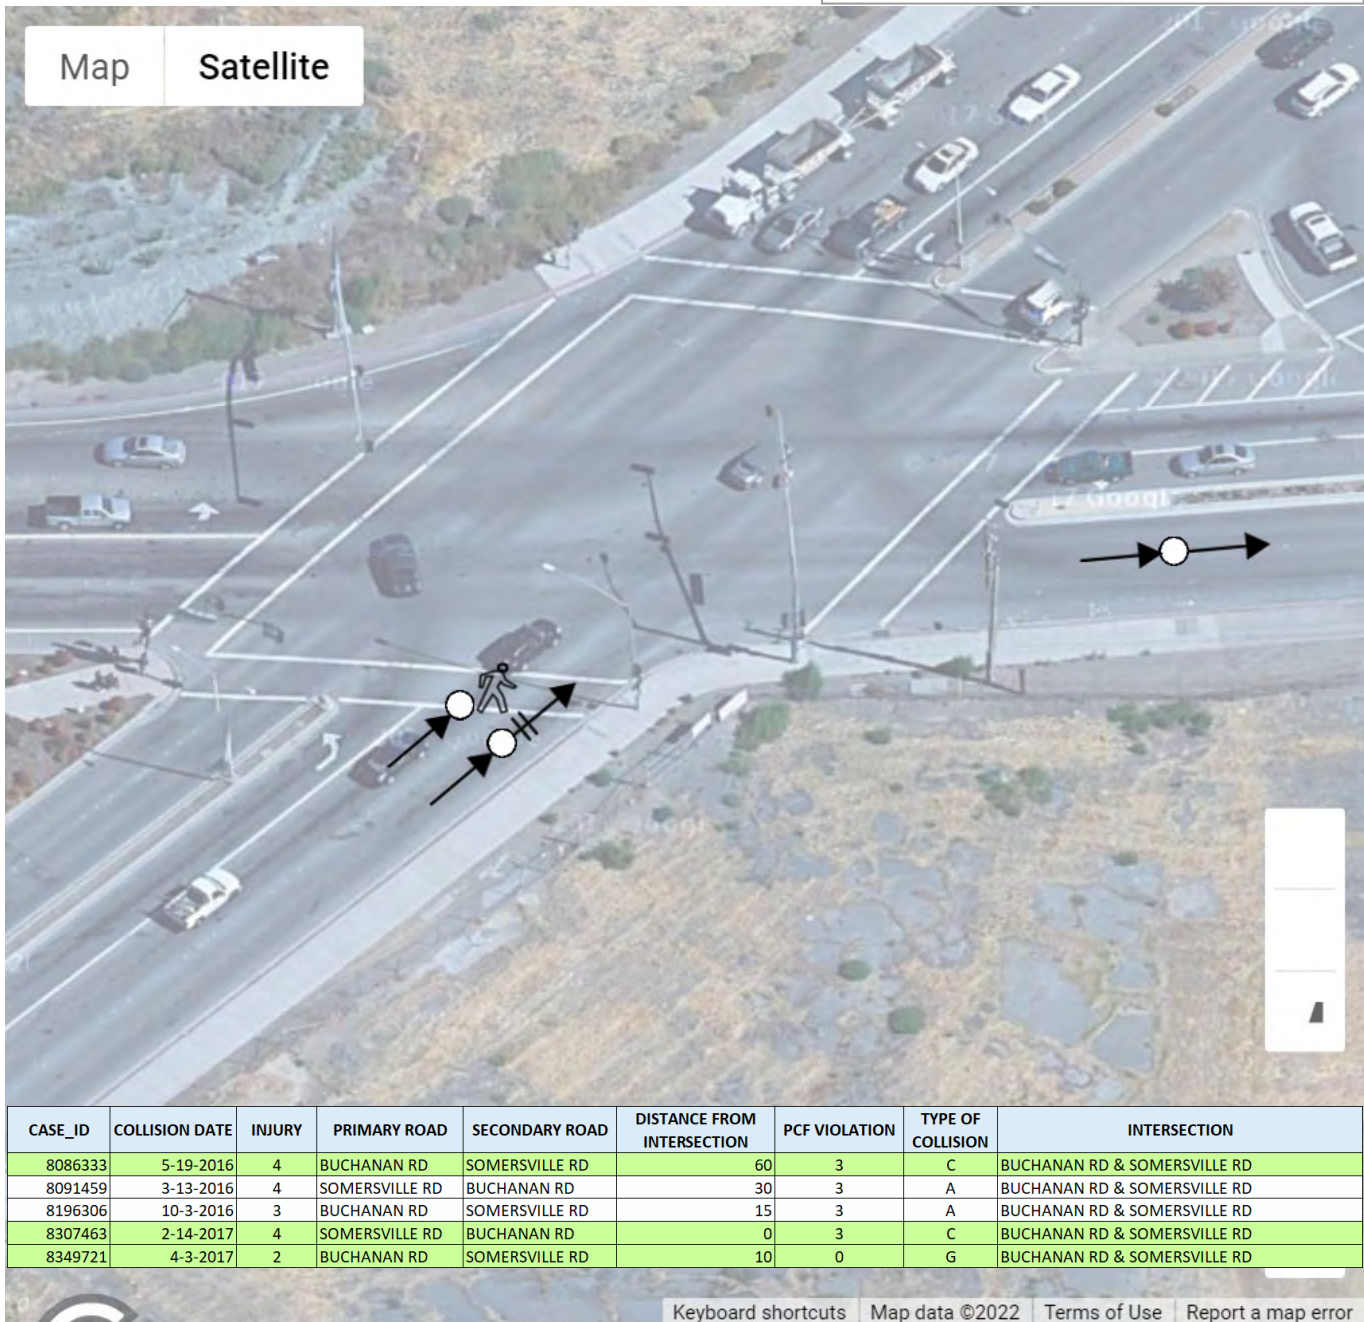 Map Satellite
CASE_ID COLLISION DATE INJURY PRIMARY ROAD SECONDARY ROAD DISTANCE FROM INTERSECTION PCF VIOLATION TYPE OF COLLISION INTERSECTION
8086333 5-19-2016 4 BUCHANAN RD SOMERSVILLE RD 60 3 C BUCHANAN RD & SOMERSVILLE RD
8091459 3-13-2016 4 SOMERSVILLE RD BUCHANAN RD 30 3 A BUCHANAN RD & SOMERSVILLE RD
8196306 10-3-2016 3 BUCHANAN RD SOMERSVILLE RD 15 3 A BUCHANAN RD & SOMERSVILLE RD
8307463 2-14-2017 4 SOMERSVILLE RD BUCHANAN RD 0 3 C BUCHANAN RD & SOMERSVILLE RD
8349721 4-3-2017 2 BUCHANAN RD SOMERSVILLE RD 10 0 G BUCHANAN RD & SOMERSVILLE RD
Keyboard shortcuts Map data ©2022 Terms of Use Report a map error